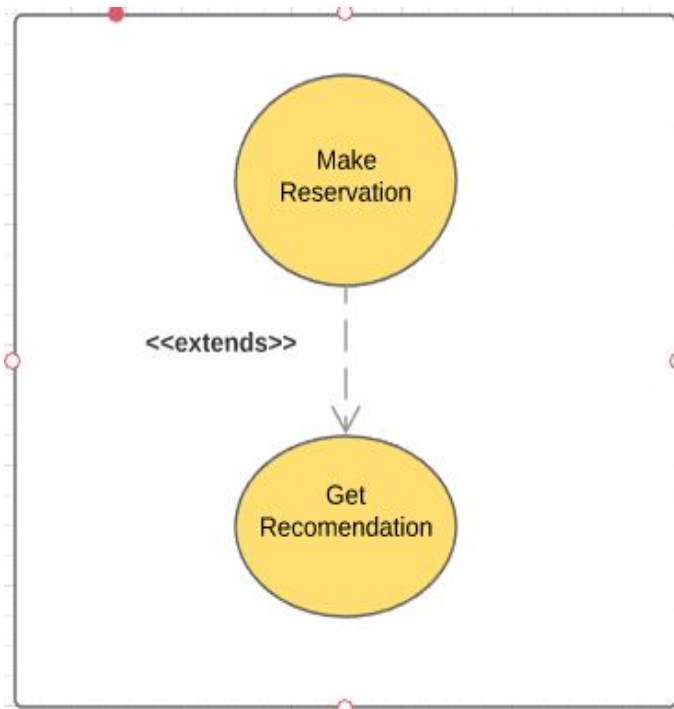 Make
Reservation
<<extends>>
Get
Recomendation